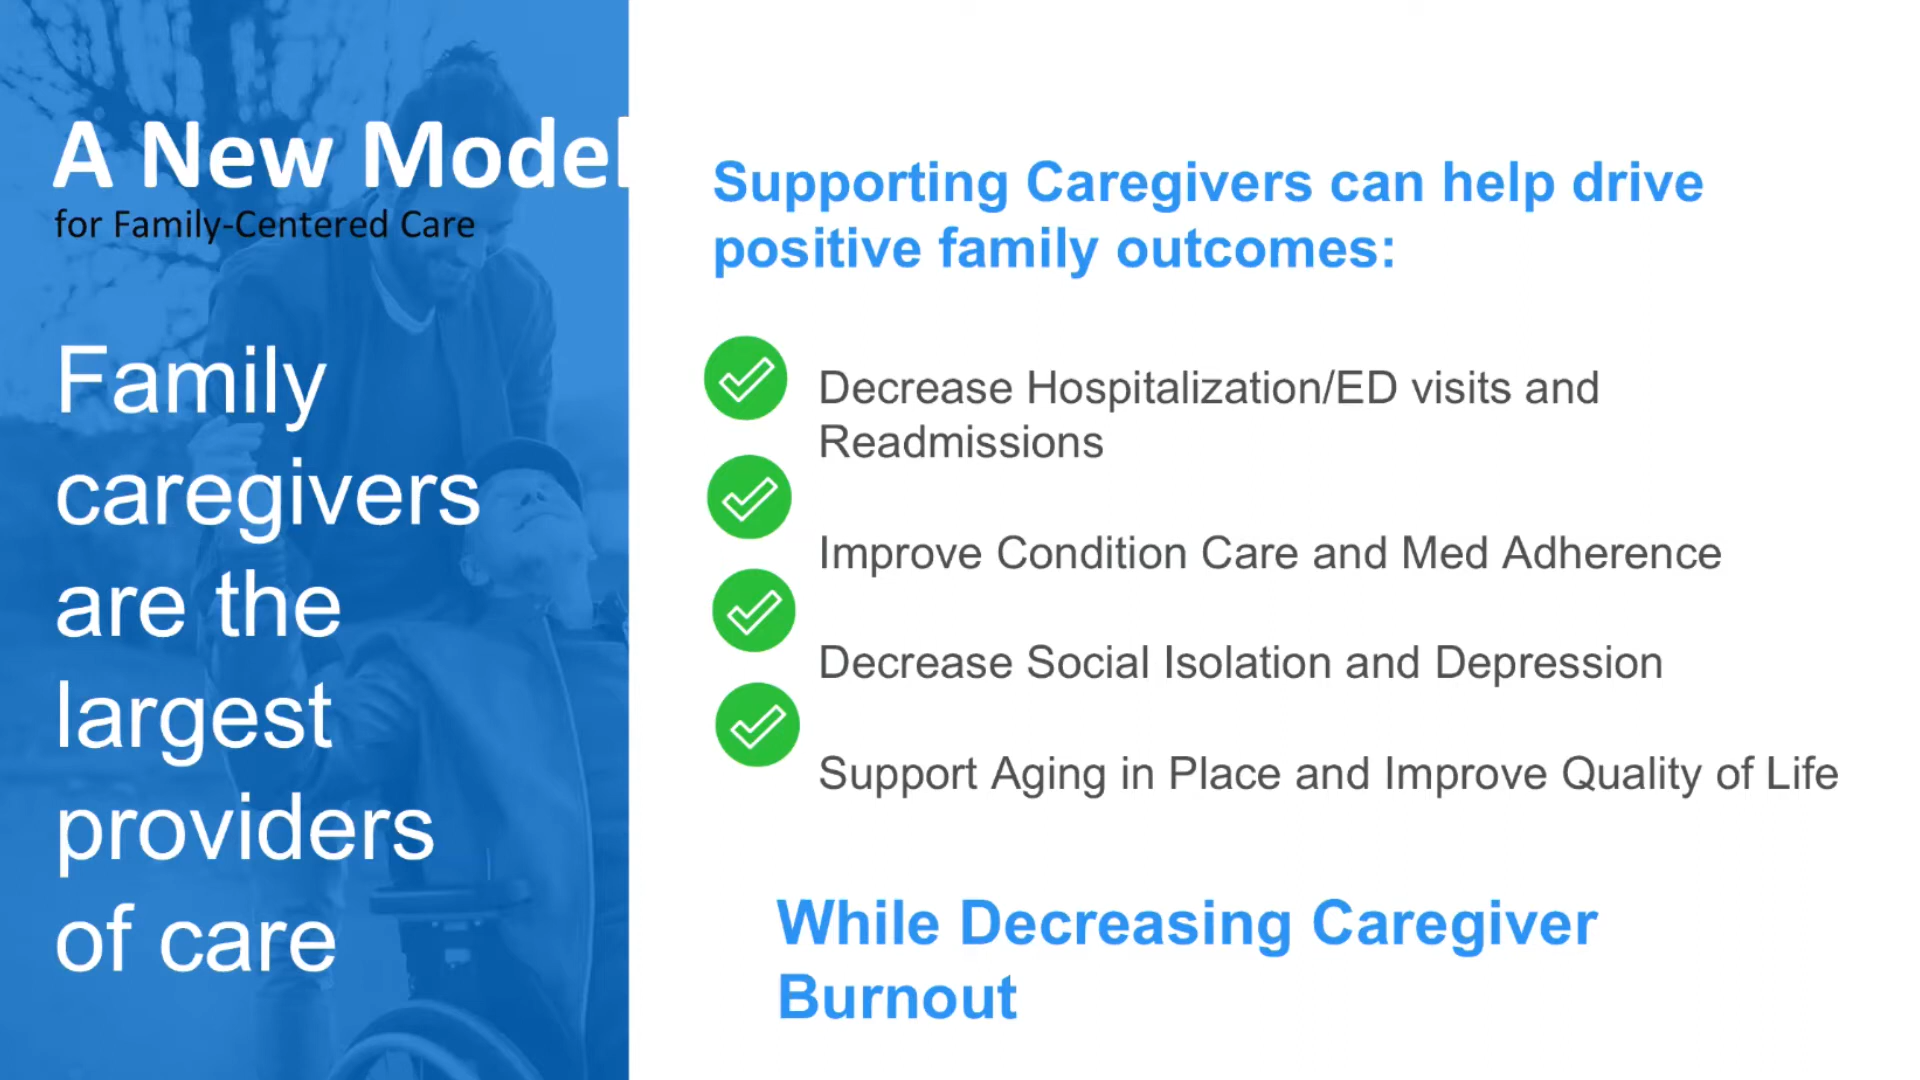 A New Model
for Family-Centered Care
Family
caregivers
are the
largest
providers
of care
Supporting Caregivers can help drive
positive family outcomes:
Decrease Hospitalization/ED visits and
Readmissions
Improve Condition Care and Med Adherence
Decrease Social Isolation and Depression
Support Aging in Place and Improve Quality of Life
While Decreasing Caregiver
Burnout